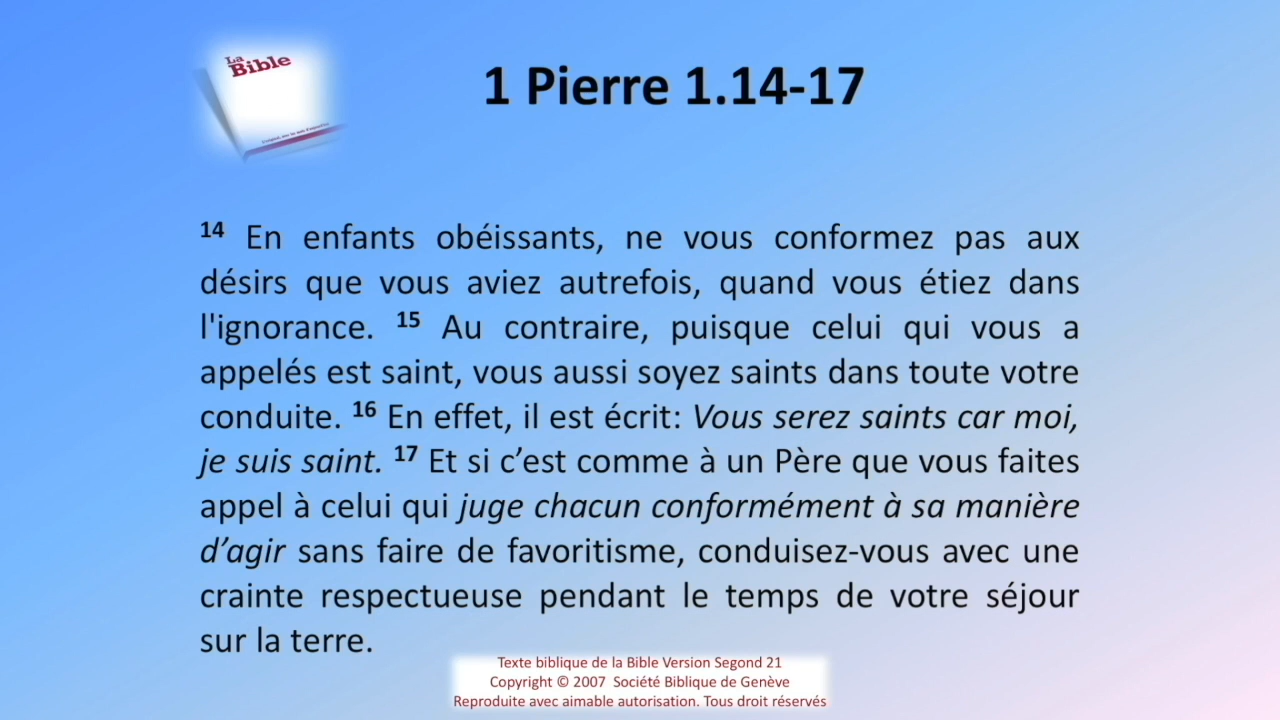 La
Bible
1 Pierre 1.14-17
14 En enfants obéissants, ne vous conformez pas aux
désirs que vous aviez autrefois, quand vous étiez dans
l'ignorance. 15 Au contraire, puisque celui qui vous a
appelés est saint, vous aussi soyez saints dans toute votre
conduite. 16 En effet, il est écrit: Vous serez saints car moi,
je suis saint. 17 Et si c’est comme à un Père que vous faites
appel à celui qui juge chacun conformément à sa manière
d’agir sans faire de favoritisme, conduisez-vous avec une
crainte respectueuse pendant le temps de votre séjour
sur la terre.
Texte biblique de la Bible Version Segond 21
Copyright © 2007 Société Biblique de Genève
Reproduite avec aimable autorisation. Tous droit réservés